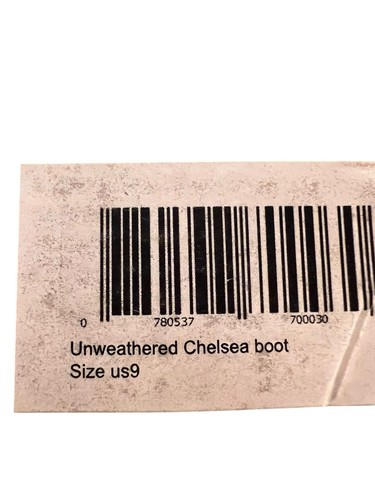 0 780537 700030
Unweathered Chelsea boot
Size us9